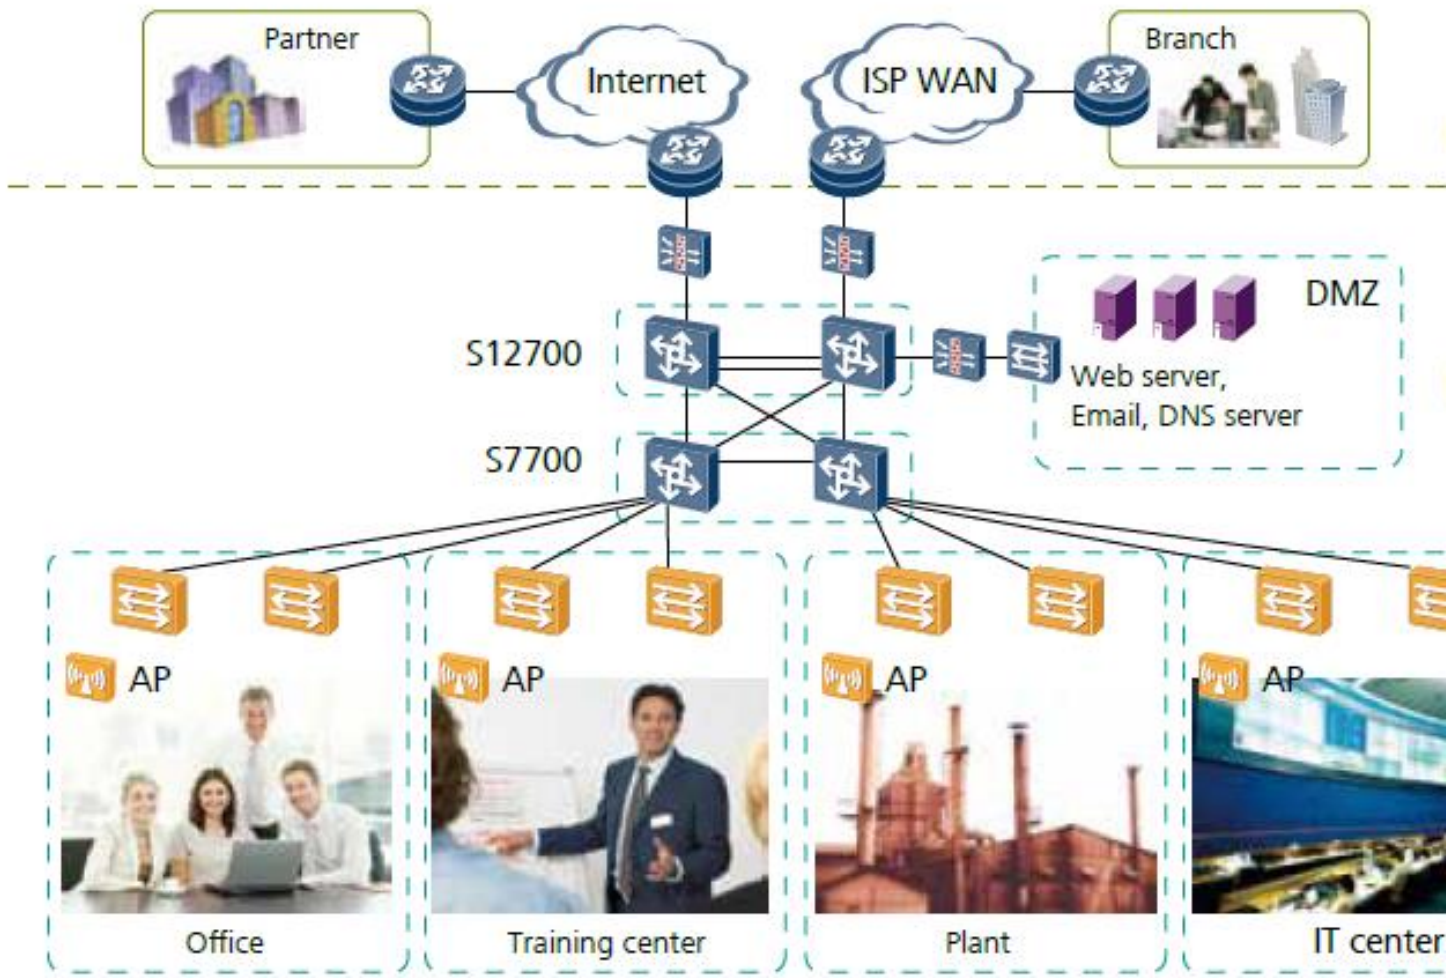 Partner
Internet
ISP WAN
Branch
DMZ
S12700
Web server,
Email, DNS server
S7700
AP
AP
AP
AP
Office
Training center
Plant
IT center